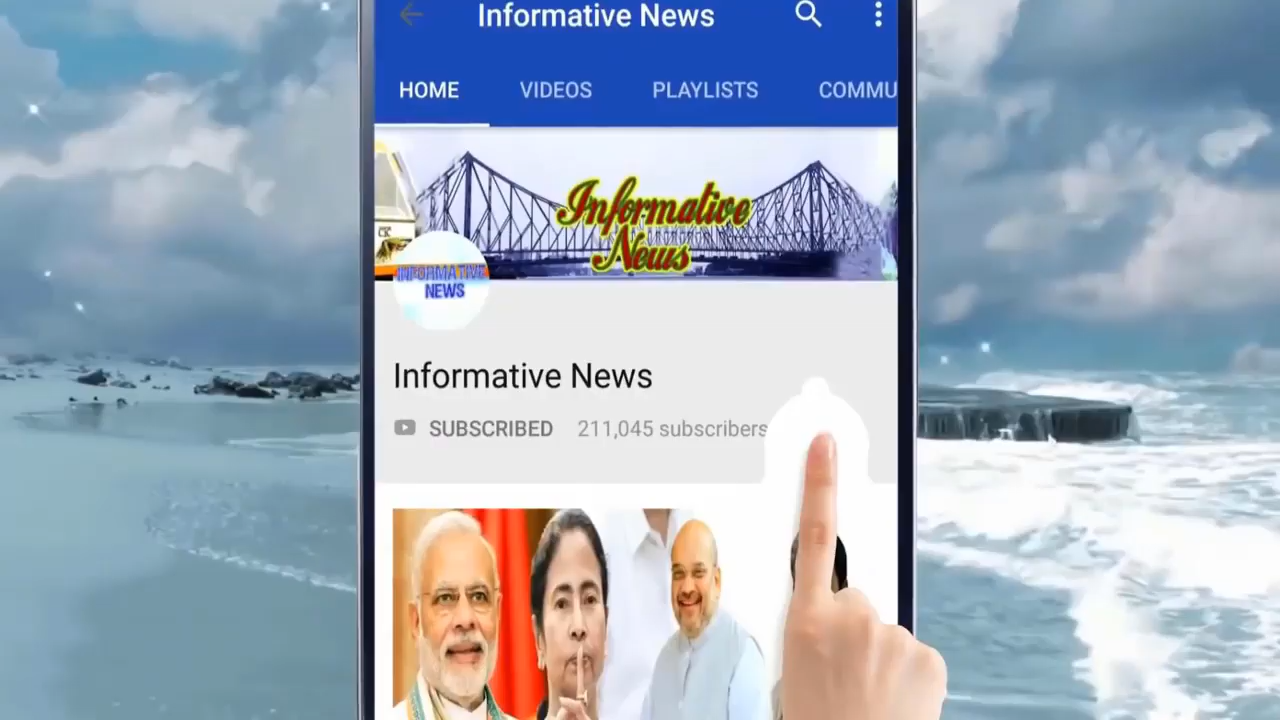 Informative News
HOME VIDEOS PLAYLISTS COMMU
Informative
News
INFORMATIVE
NEWS
Informative News
SUBSCRIBED 211,045 subscribers